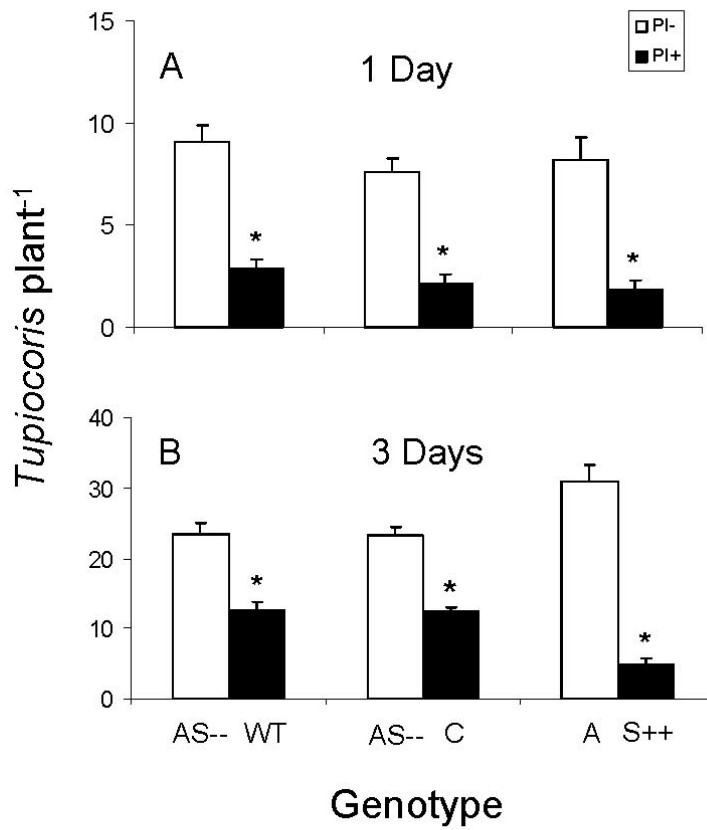 15
PI-
PI+
A
1 Day
10
5
*
*
*
0
Tupiocoris plant-1
40
B
3 Days
30
20
*
*
*
10
0
AS-- WT
AS-- C
A S++
Genotype